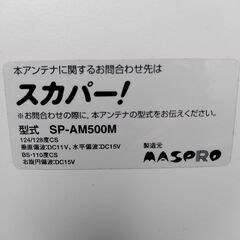 本アンテナに関するお問合わせ先は
スカパー!
※お問合わせの際は、アンテナの型式をお伝えください。
型式 SP-AM500M
124/128度CS
垂直偏波:DC11V、水平偏波:DC15V
BS・110度CS
右旋円偏波:DC15V
製造元
MASPRO